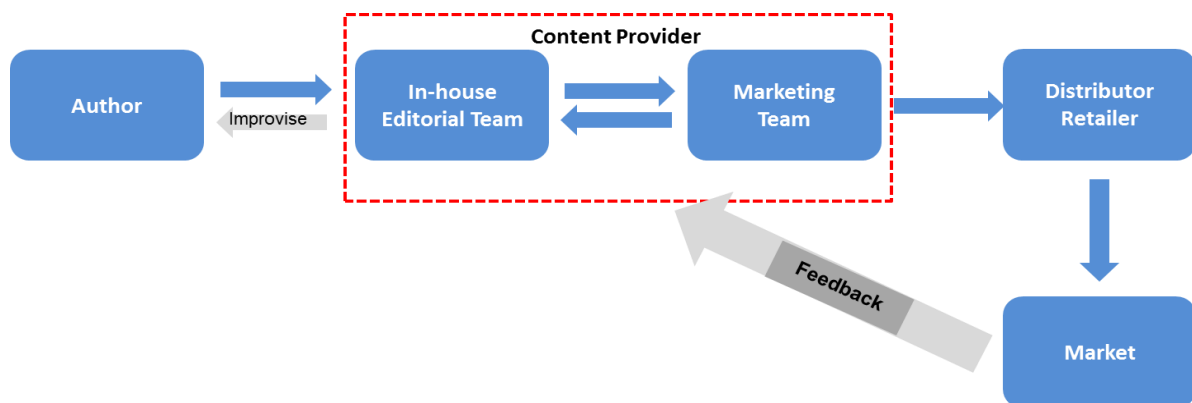 Content Provider
Author
Improvise
In-house
Editorial Team
Marketing
Team
Distributor
Retailer
Feedback
Market